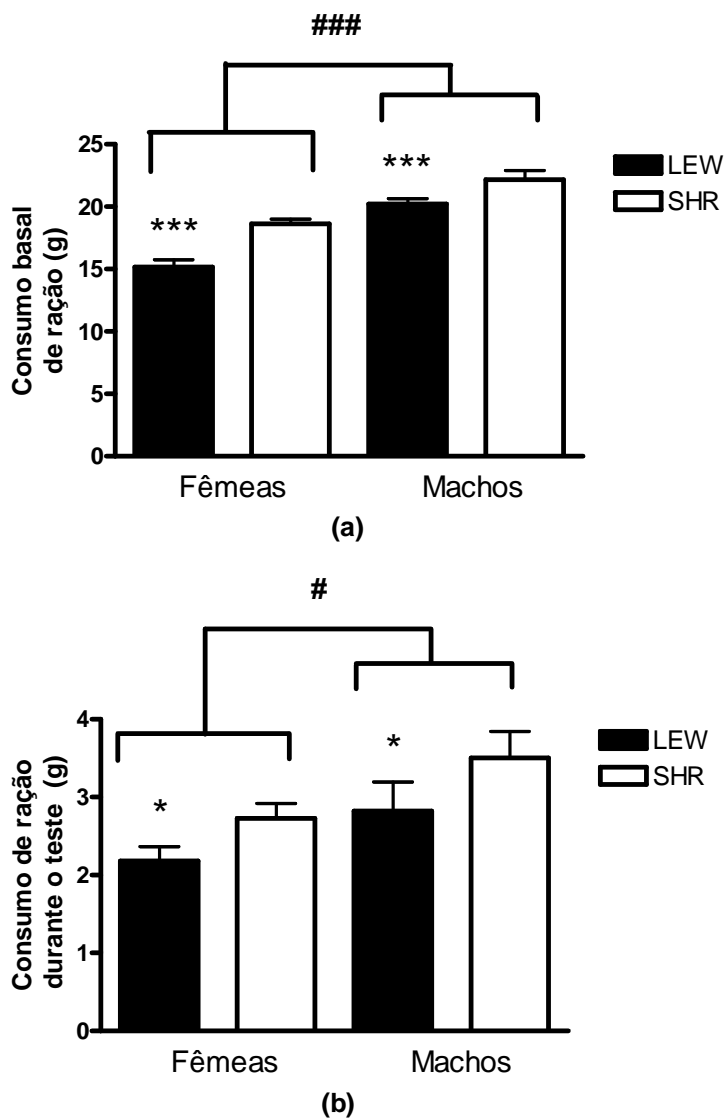 ###
Consumo basal
de ração (g)
25
20
15
10
5
0
***
***
LEW
SHR
Fêmeas Machos
(a)
#
Consumo de ração
durante o teste (g)
4
3
2
1
0
*
*
LEW
SHR
Fêmeas Machos
(b)